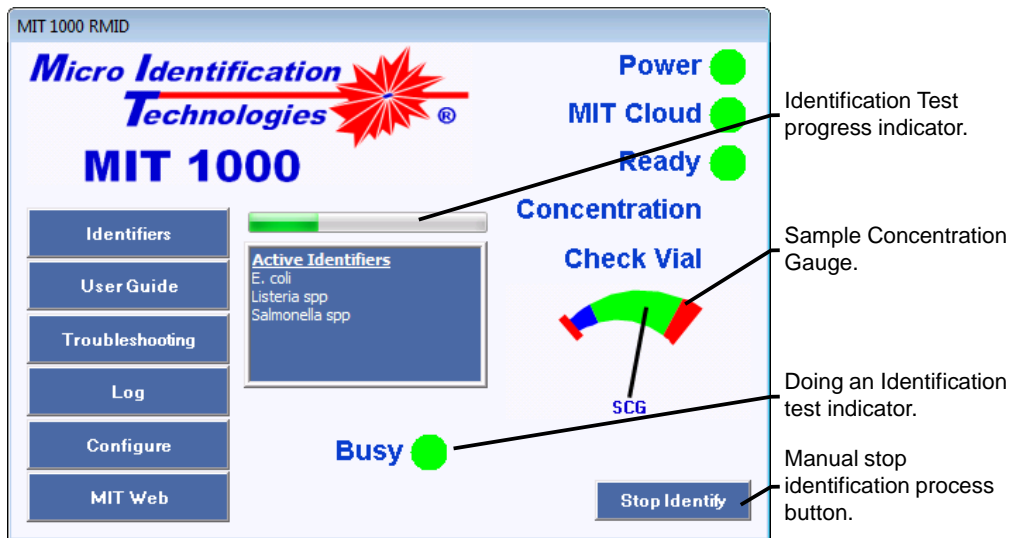 MIT 1000 RMID
Micro Identification
Technologies ®
MIT 1000
Power
MIT Cloud
Ready
Concentration
Check Vial
Identifiers
User Guide
Troubleshooting
Log
Configure
MIT Web
Active Identifiers
E. coli
Listeria spp
Salmonella spp
SCG
Busy
Stop Identify
Identification Test
progress indicator.
Sample Concentration
Gauge.
Doing an Identification
test indicator.
Manual stop
identification process
button.